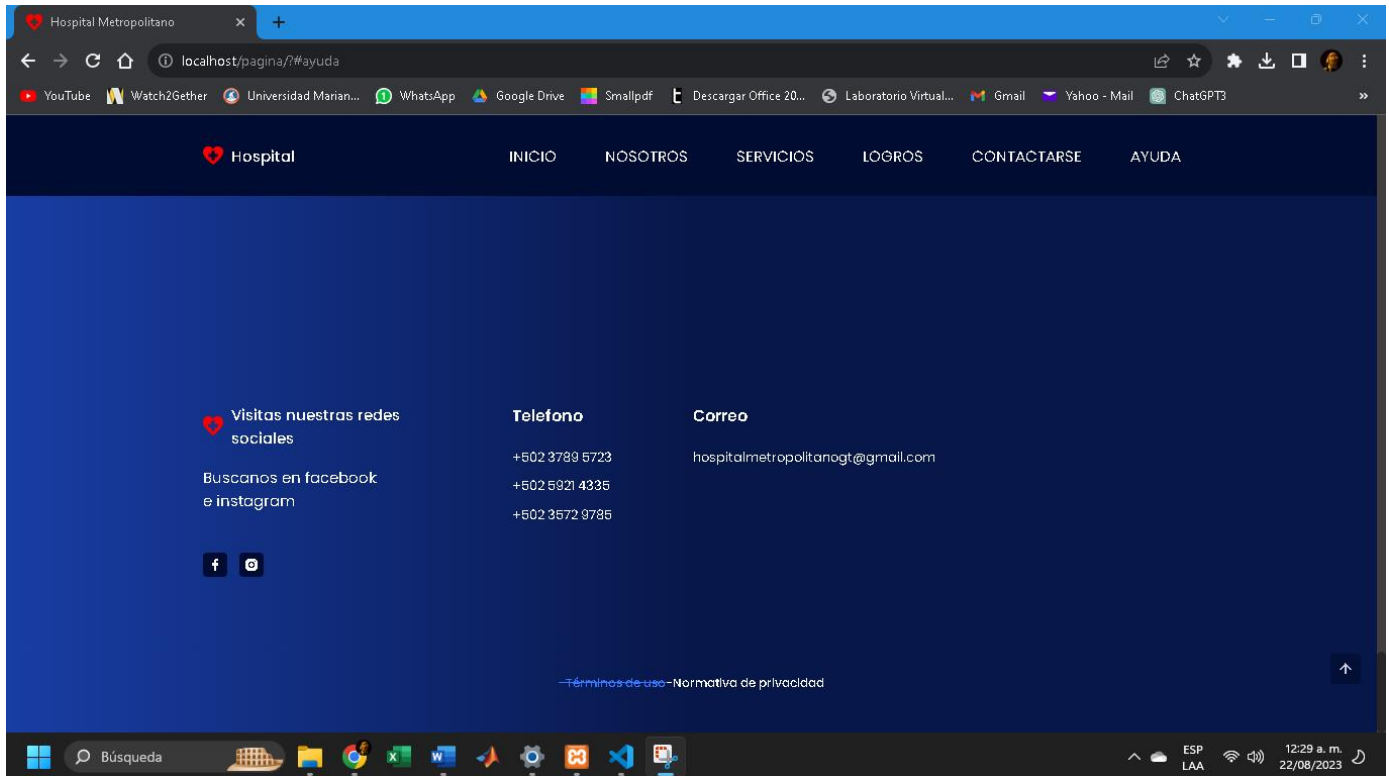 Hospital Metropolitano
localhost/pagina/?#ayuda
YouTube Watch2Gether Universidad Marian... WhatsApp Google Drive Smallpdf Descargar Office 20... Laboratorio Virtual... Gmail Yahoo - Mail ChatGPT3 »
Hospital INICIO NOSOTROS SERVICIOS LOGROS CONTACTARSE AYUDA
Visitas nuestras redes
sociales
Buscanos en facebook
e instagram
Telefono
+502 3789 5723
+502 5921 4335
+502 3572 9785
Correo
hospitalmetropolitanogt@gmail.com
Términos de uso-Normativa de privacidad
Búsqueda
ESP
LAA
12:29 a. m.
22/08/2023